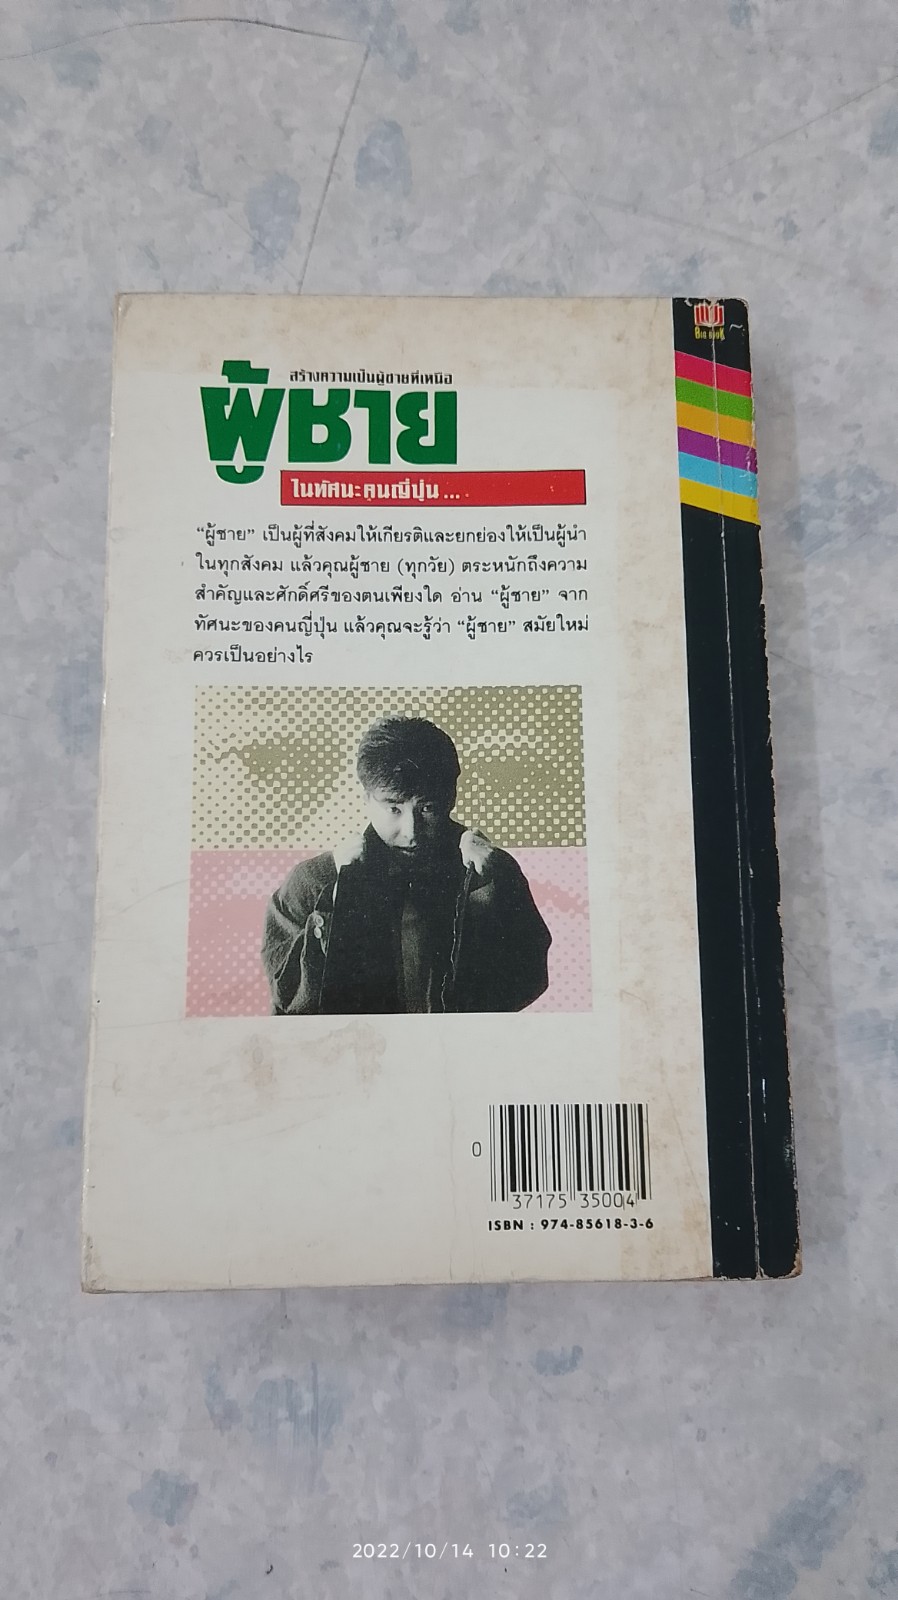 BIG BOOK
สร้างความเป็นผู้ชายที่เหนือ
ผู้ชาย
ในทัศนะคนญี่ปุ่น ...
“ผู้ชาย” เป็นผู้ที่สังคมให้เกียรติและยกย่องให้เป็นผู้นำ
ในทุกสังคม แล้วคุณผู้ชาย (ทุกวัย) ตระหนักถึงความ
สำคัญและศักดิ์ศรีของตนเพียงใด อ่าน “ผู้ชาย” จาก
ทัศนะของคนญี่ปุ่น แล้วคุณจะรู้ว่า “ผู้ชาย” สมัยใหม่
ควรเป็นอย่างไร
0 37175 35004
ISBN : 974-85618-3-6
2022/10/14 10:22